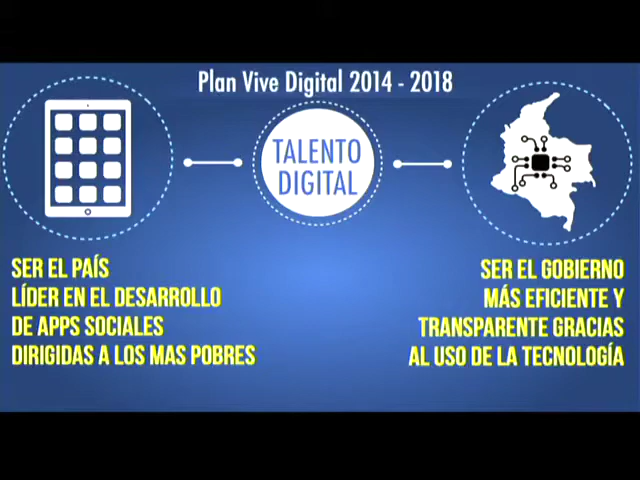 Plan Vive Digital 2014 - 2018
TALENTO
DIGITAL
SER EL PAÍS
LÍDER EN EL DESARROLLO
DE APPS SOCIALES
DIRIGIDAS A LOS MAS POBRES
SER EL GOBIERNO
MÁS EFICIENTE Y
TRANSPARENTE GRACIAS
AL USO DE LA TECNOLOGÍA